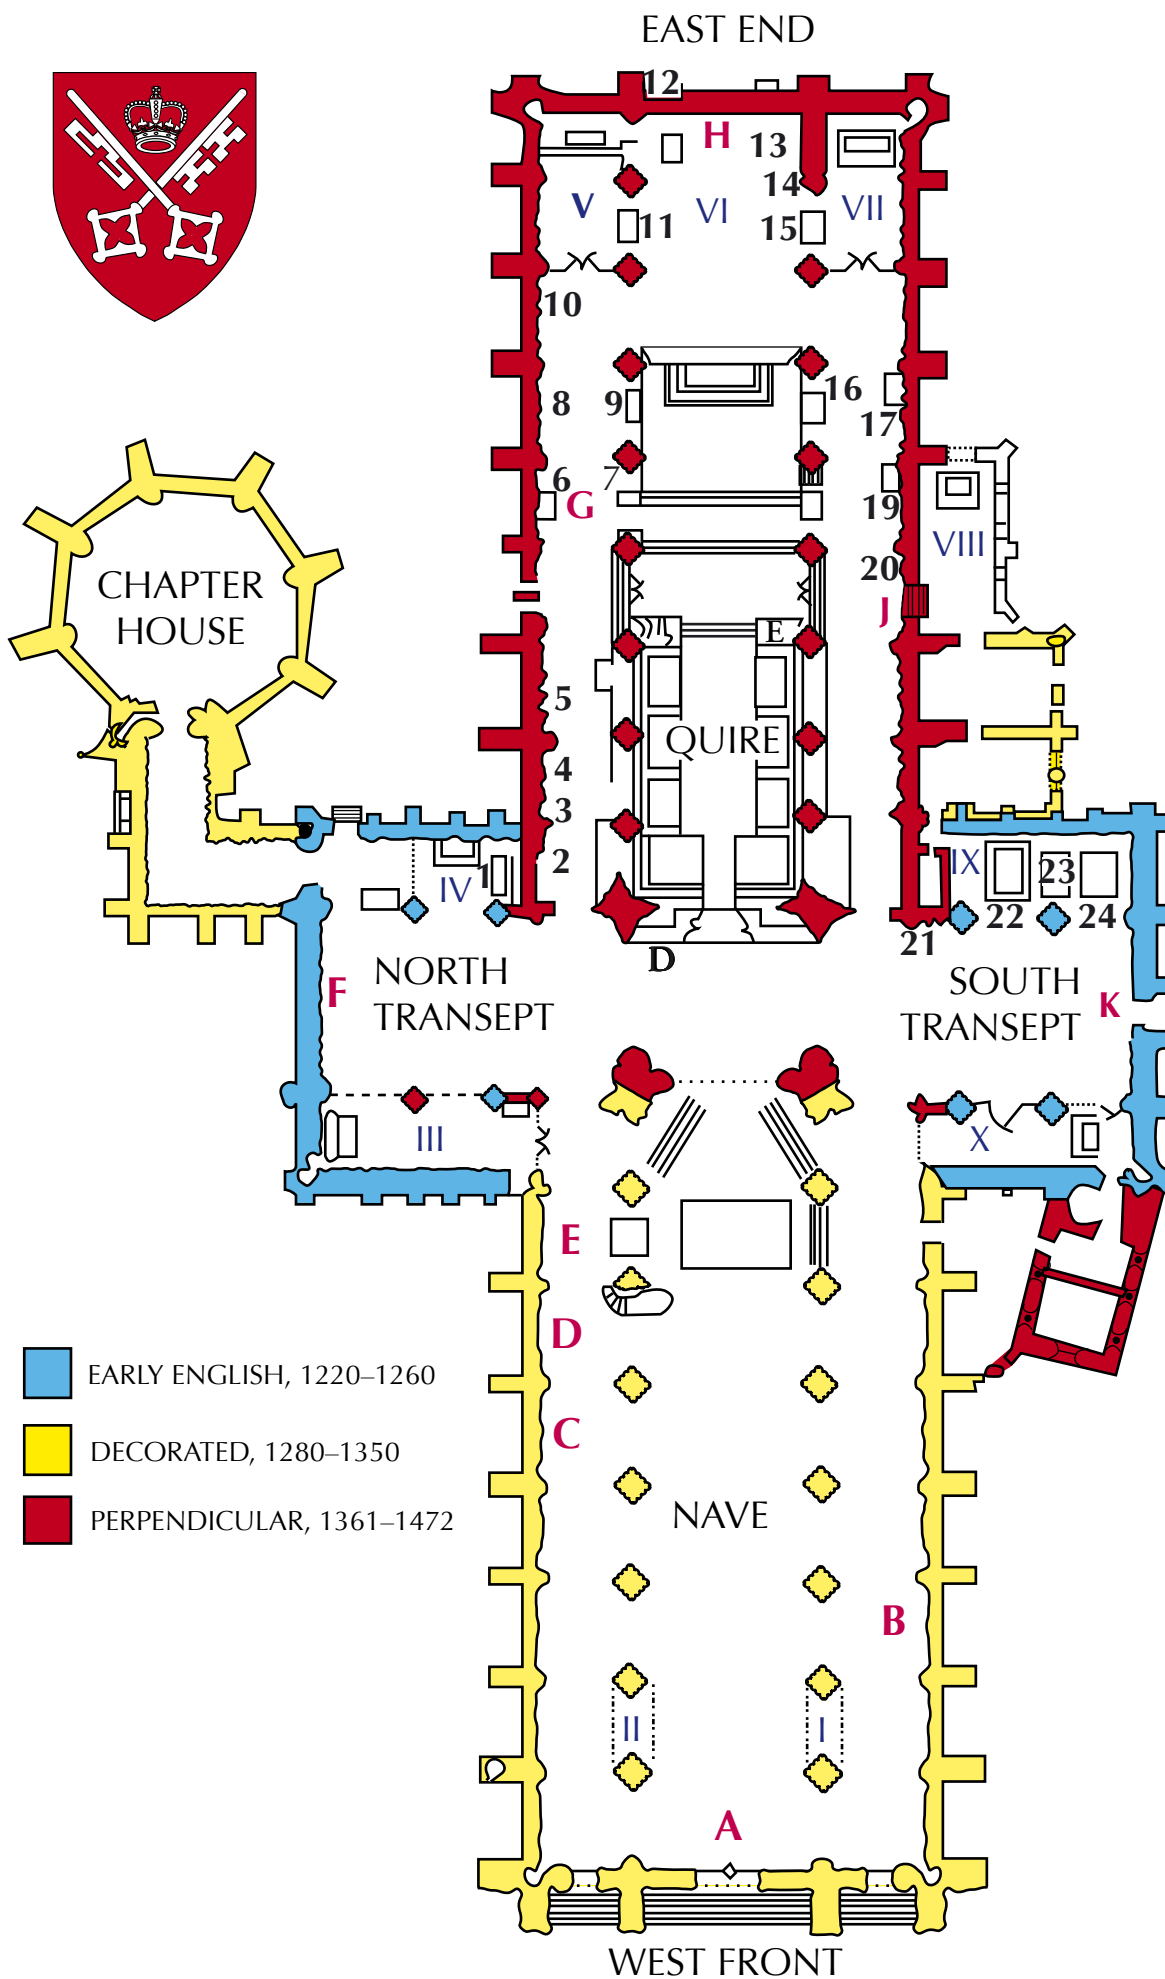 EAST END
12
H
13
14
V
VI
VII
11
15
10
8
9
16
17
6
7
G
19
VIII
20
J
CHAPTER
HOUSE
E
5
QUIRE
4
3
2
IV
1
IX
23
22
24
21
D
F
NORTH
TRANSEPT
SOUTH
TRANSEPT
K
III
X
E
D
C
EARLY ENGLISH, 1220–1260
DECORATED, 1280–1350
PERPENDICULAR, 1361–1472
NAVE
B
II
I
A
WEST FRONT